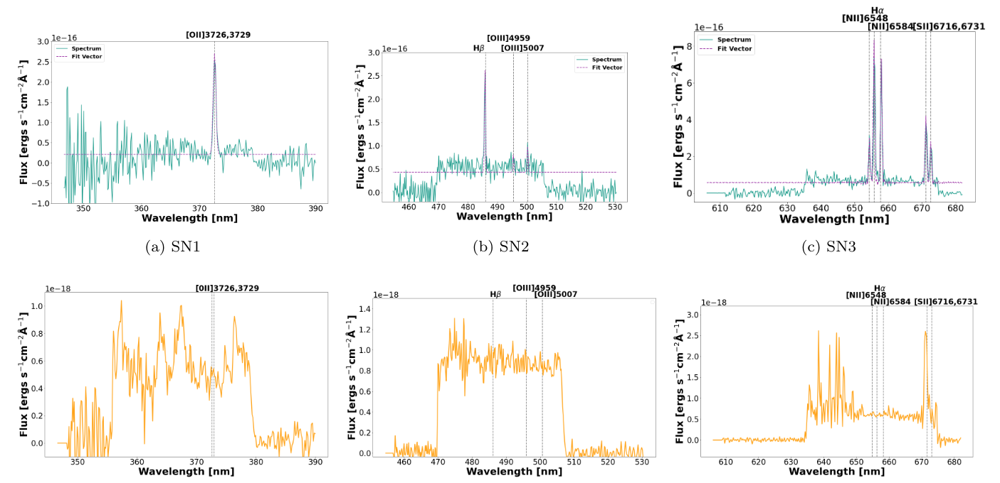 [OII]3726,3729
1e−16
Spectrum
Fit Vector
3.0
2.5
2.0
1.5
1.0
0.5
0.0
−0.5
−1.0
Flux [ergs s⁻¹cm⁻²Å⁻¹]
350 360 370 380 390
Wavelength [nm]
(a) SN1
[OIII]4959
Hβ [OIII]5007
1e−16
Spectrum
Fit Vector
3.0
2.5
2.0
1.5
1.0
0.5
0.0
Flux [ergs s⁻¹cm⁻²Å⁻¹]
460 470 480 490 500 510 520 530
Wavelength [nm]
(b) SN2
Hα
[NII]6548
[NII]6584 [SII]6716,6731
1e−16
Spectrum
Fit Vector
8
6
4
2
0
Flux [ergs s⁻¹cm⁻²Å⁻¹]
610 620 630 640 650 660 670 680
Wavelength [nm]
(c) SN3
[0II]3726,3729
1e−18
1.0
0.8
0.6
0.4
0.2
0.0
Flux [ergs s⁻¹cm⁻²Å⁻¹]
350 360 370 380 390
Wavelength [nm]
[OIII]4959
Hβ [OIII]5007
1e−18
1.4
1.2
1.0
0.8
0.6
0.4
0.2
0.0
Flux [ergs s⁻¹cm⁻²Å⁻¹]
460 470 480 490 500 510 520 530
Wavelength [nm]
Hα
[NII]6548
[NII]6584 [SII]6716,6731
1e−18
3.0
2.5
2.0
1.5
1.0
0.5
0.0
Flux [ergs s⁻¹cm⁻²Å⁻¹]
610 620 630 640 650 660 670 680
Wavelength [nm]